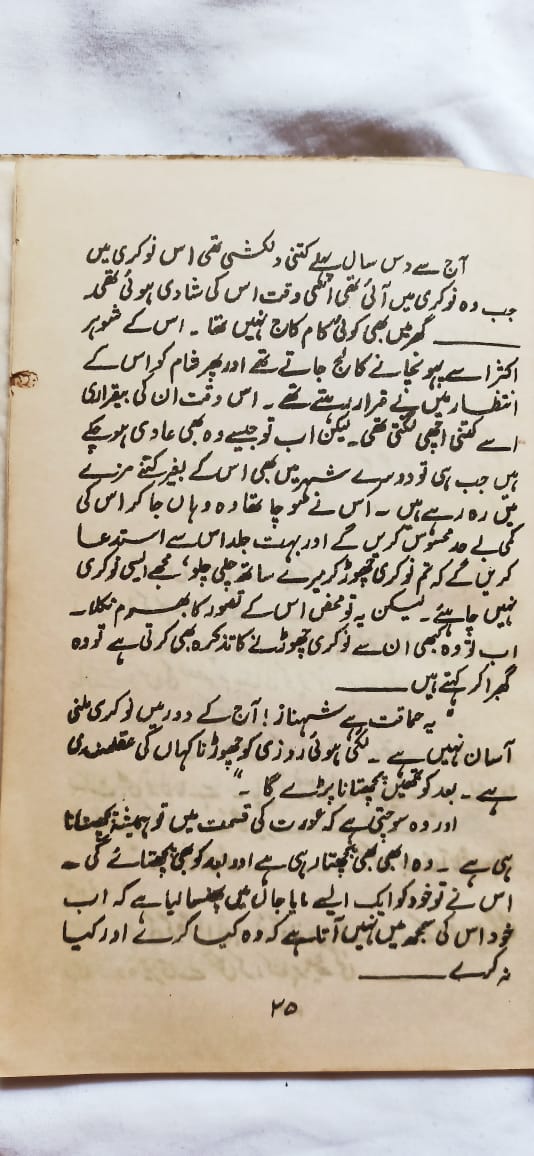 آج سے دس سال پہلے کتنی دلکشی تھی اس نوکری میں
جب وہ نوکری میں آئی تھی انہی وقت اس کی شادی ہوئی تھی۔
ــــــــــ گھر میں بھی کوئی کام کاج نہیں تھا ۔ اس کے شوہر
اکثر اسے پہونچانے کالج جاتے تھے اور پھر شام کو اس کے
انتظار میں بے قرار رہتے تھے ۔ اس وقت ان کی بیقراری
اسے کتنی اچھی لگتی تھی۔ لیکن اب تو جیسے وہ بھی عادی ہو چکے
ہیں جب ہی تو دوسرے شہر میں بھی اس کے بغیر کتنے مزے
میں رہ رہے ہیں ۔ اس نے سوچا تھا وہ وہاں جا کر اس کی
کمی بے حد محسوس کریں گے اور بہت جلد اس سے استدعا
کریں گے کہ تم نوکری چھوڑ کر میرے ساتھ چلی چلو، مجھے ایسی نوکری
نہیں چاہئے ۔ لیکن یہ تو محض اس کے تصور کا بھرم نکلا۔
اب تو وہ کبھی ان سے نوکری چھوڑنے کا تذکرہ بھی کرتی ہے تو وہ
گھبرا کر کہتے ہیں ــــــــــ
" یہ حماقت ہے شہناز ! آج کے دور میں نوکری ملنی
آسان نہیں ہے ۔ لگی ہوئی روزی کو چھوڑنا کہاں کی عقلمندی
ہے ۔ بعد کو تمہیں پچھتانا پڑے گا ۔"
اور وہ سوچتی ہے کہ عورت کی قسمت میں تو ہمیشہ پچھتانا
ہی ہے ۔ وہ ابھی بھی پچھتا رہی ہے اور بعد کو بھی پچھتائے گی ۔
اس نے تو خود کو ایک ایسے مایا جال میں پھنسا لیا ہے کہ اب
خود اس کی سمجھ میں نہیں آتا ہے کہ وہ کیا کرے اور کیا
نہ کرے ــــــــــ
۲۵